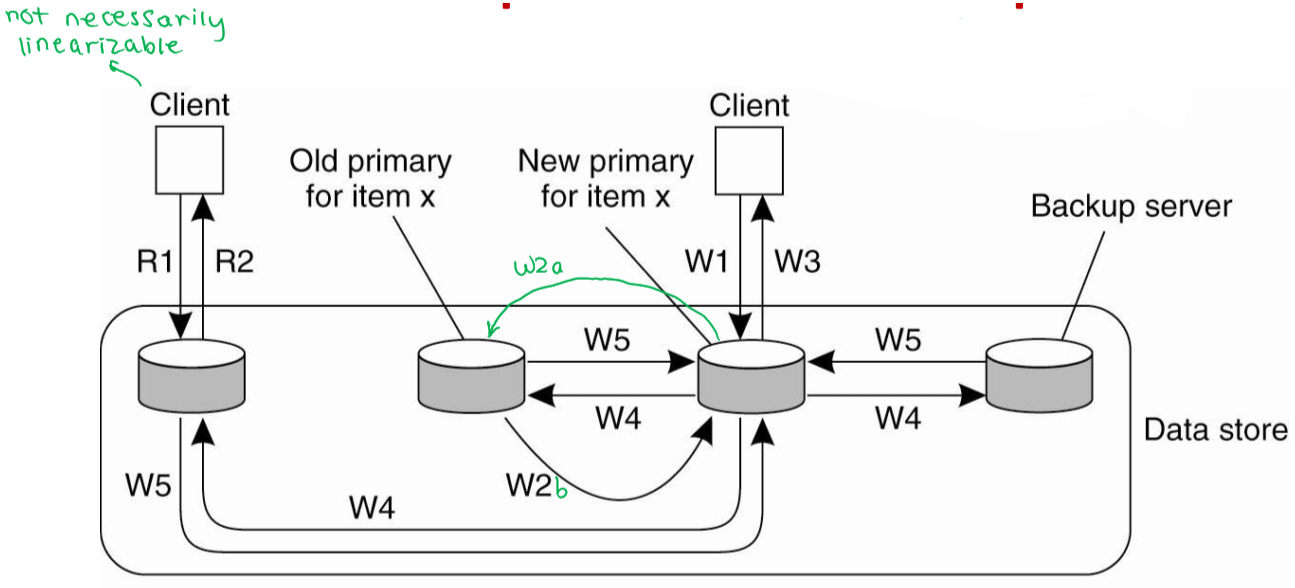 not necessarily
linearizable
Client
Client
Old primary
for item x
New primary
for item x
Backup server
R1
R2
W2a
W1
W3
W5
W5
W4
W4
Data store
W5
W2b
W4